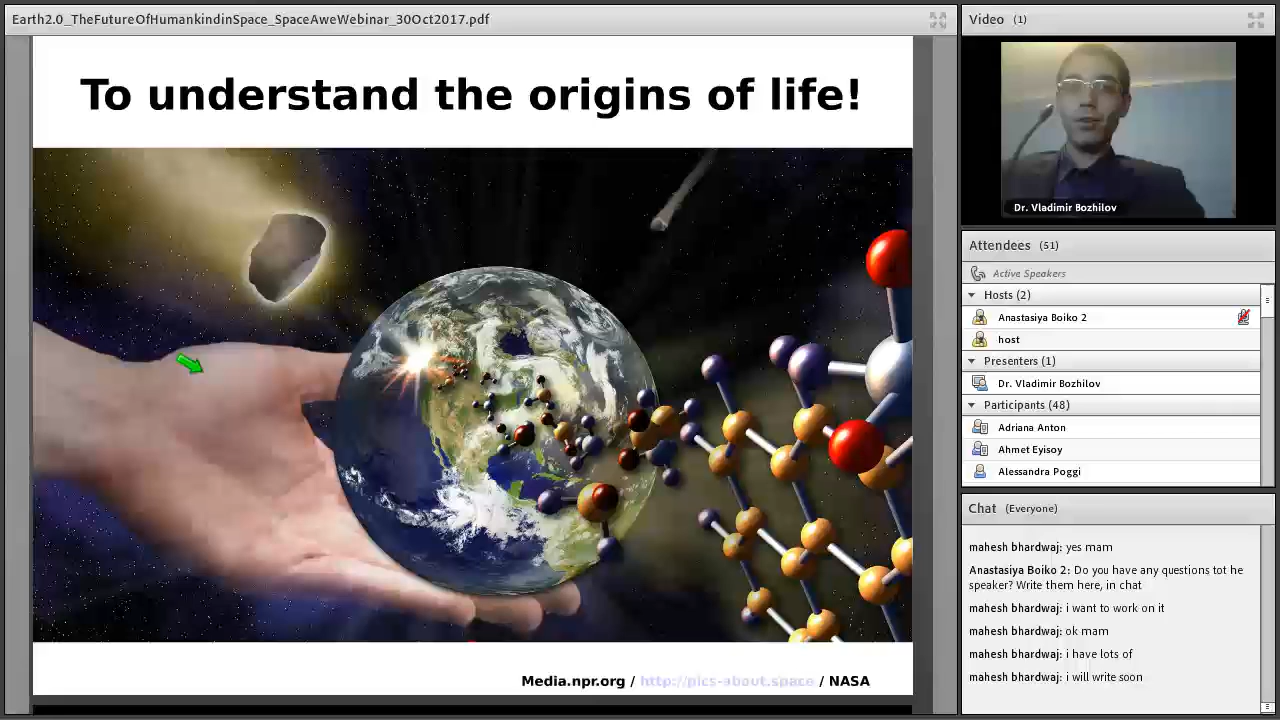 Earth2.0_TheFutureOfHumankindinSpace_SpaceAweWebinar_30Oct2017.pdf
To understand the origins of life!
Media.npr.org / http://pics-about.space / NASA
Video (1)
Dr. Vladimir Bozhilov
Attendees (51)
Active Speakers
Hosts (2)
Anastasiya Boiko 2
host
Presenters (1)
Dr. Vladimir Bozhilov
Participants (48)
Adriana Anton
Ahmet Eyisoy
Alessandra Poggi
Chat (Everyone)
mahesh bhardwaj: yes mam
Anastasiya Boiko 2: Do you have any questions tot he
speaker? Write them here, in chat
mahesh bhardwaj: i want to work on it
mahesh bhardwaj: ok mam
mahesh bhardwaj: i have lots of
mahesh bhardwaj: i will write soon